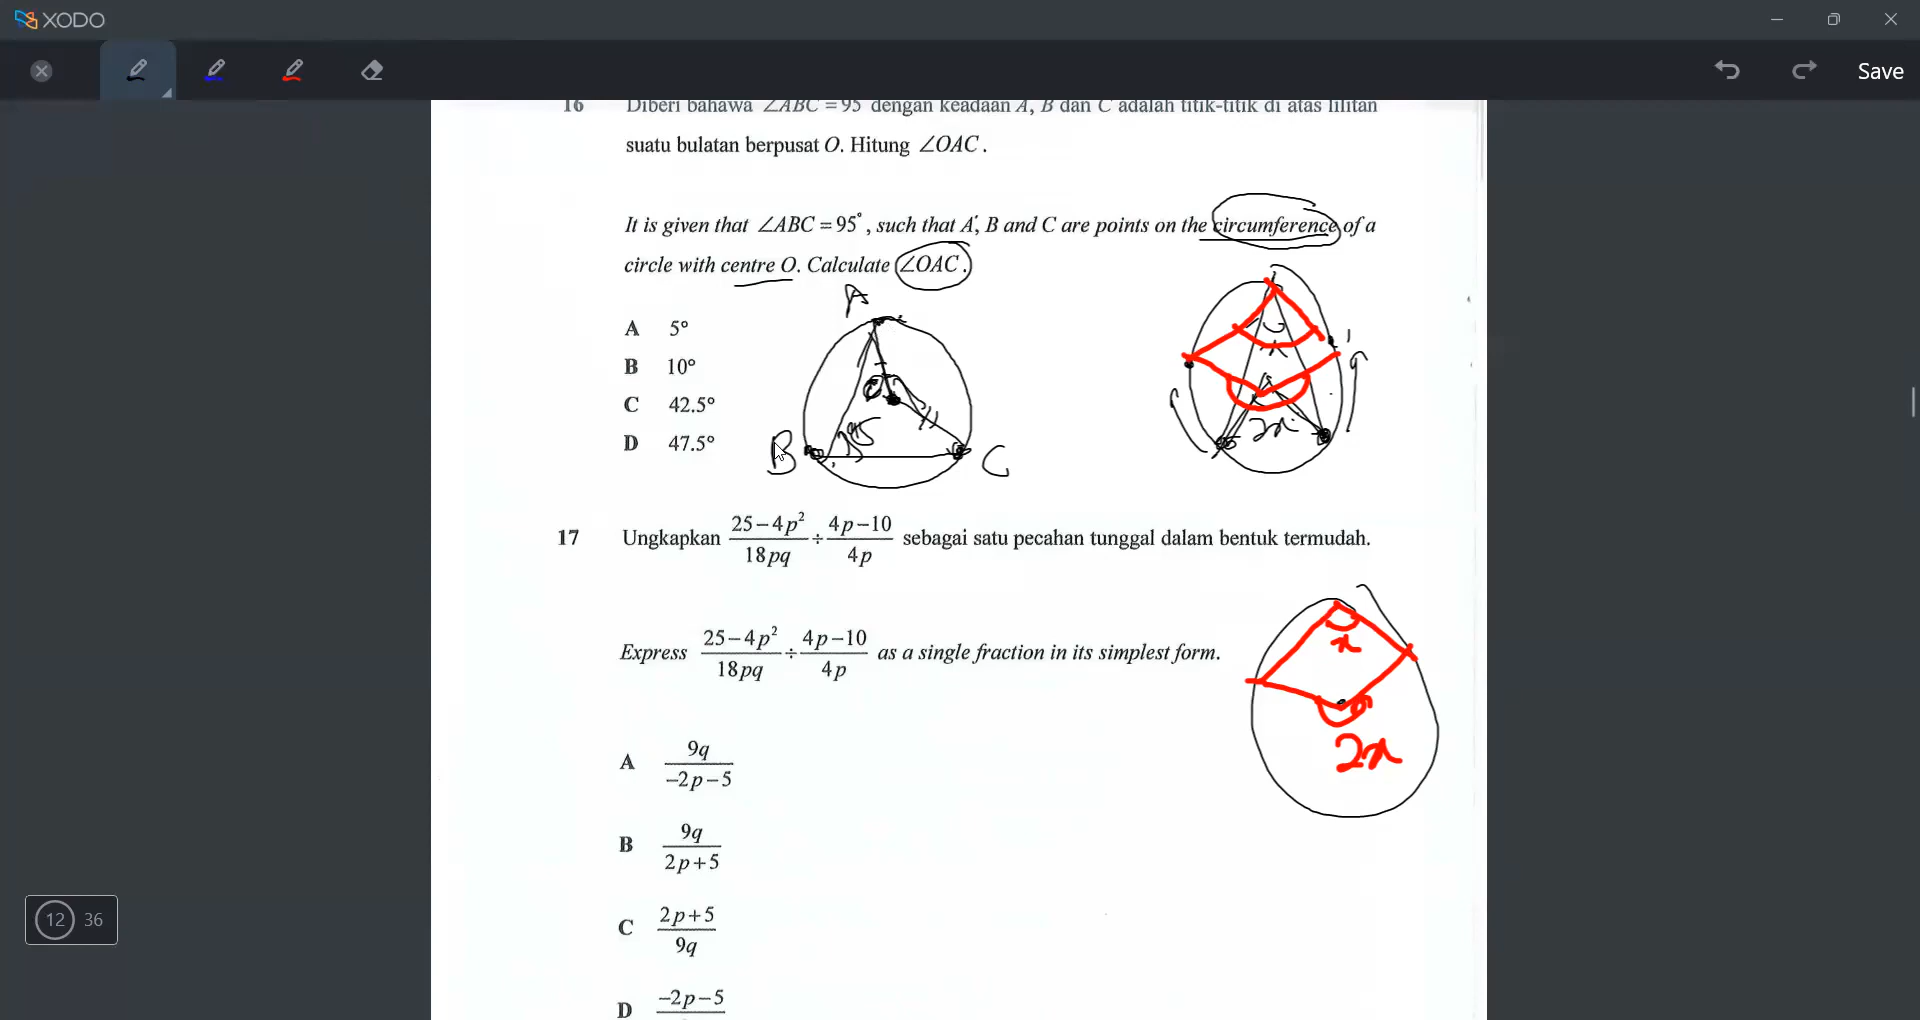 XODO
Save
16 Diberi bahawa ∠ABC = 95° dengan keadaan A, B dan C adalah titik-titik di atas lilitan
suatu bulatan berpusat O. Hitung ∠OAC .
It is given that ∠ABC = 95° , such that A, B and C are points on the circumference of a
circle with centre O. Calculate ∠OAC .
A 5°
B 10°
C 42.5°
D 47.5°
A
B
95
C
x
2x
17 Ungkapkan (25−4p²)/(18pq) ÷ (4p−10)/(4p) sebagai satu pecahan tunggal dalam bentuk termudah.
Express (25−4p²)/(18pq) ÷ (4p−10)/(4p) as a single fraction in its simplest form.
x
2x
A 9q/(−2p−5)
B 9q/(2p+5)
C (2p+5)/9q
D −2p−5
12 36